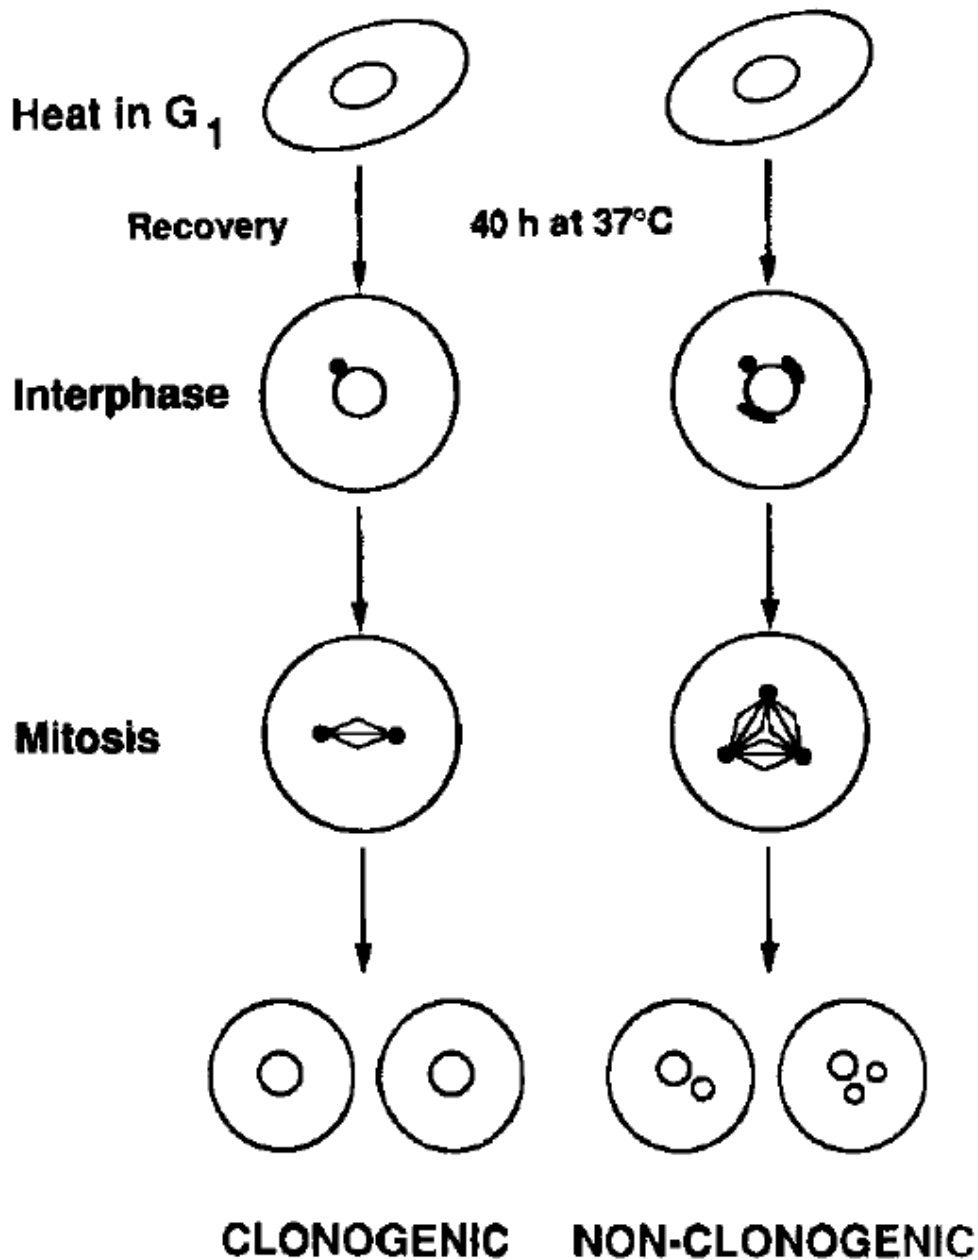 Heat in G1
Recovery 40 h at 37°C
Interphase
Mitosis
CLONOGENIC NON-CLONOGENIC